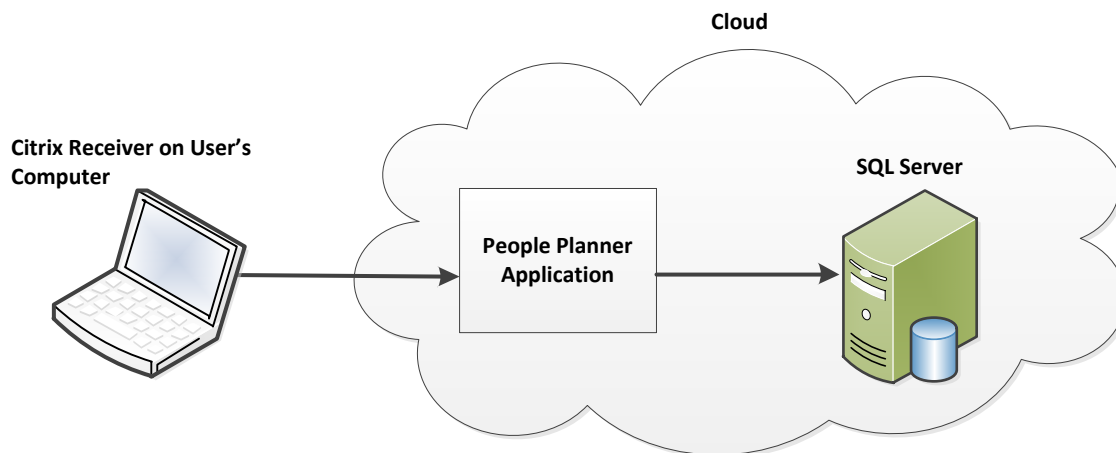 Cloud
Citrix Receiver on User’s
Computer
SQL Server
People Planner
Application